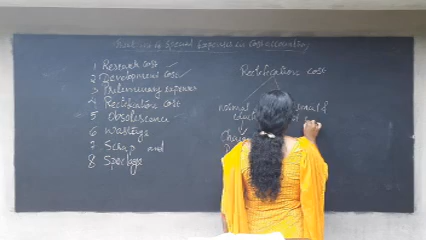 Treatment of Special Expenses in Cost accounting
1 Research cost
2 Development cost
3 Preliminary expenses
4 Rectification cost
5 Obsolescence
6 Wastage
7 Scrap and
8 Spoilage
Rectification cost
normal